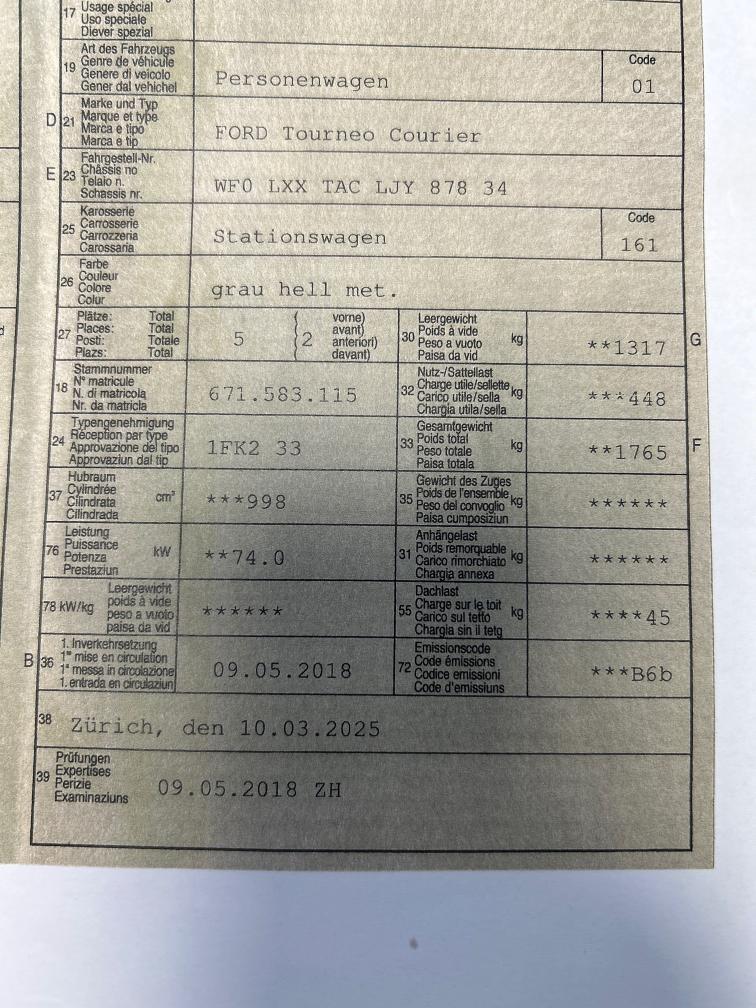 17 Usage spécial
Uso speciale
Diever spezial
19 Art des Fahrzeugs
Genre de véhicule
Genere di veicolo
Gener dal vehichel
Personenwagen
Code
01
D 21 Marke und Typ
Marque et type
Marca e tipo
Marca e tip
FORD Tourneo Courier
E 23 Fahrgestell-Nr.
Châssis no
Telaio n.
Schassis nr.
WF0 LXX TAC LJY 878 34
25 Karosserie
Carrosserie
Carrozzeria
Carossaria
Stationswagen
Code
161
26 Farbe
Couleur
Colore
Colur
grau hell met.
27 Plätze: Total
Places: Total
Posti: Totale
Plazs: Total
5 ( 2 vorne)
avant)
anteriori)
davant)
30 Leergewicht
Poids à vide
Peso a vuoto
Paisa da vid
kg
**1317
G
18 Stammnummer
N° matricule
N. di matricola
Nr. da matricla
671.583.115
32 Nutz-/Sattellast
Charge utile/sellette
Carico utile/sella
Chargia utila/sella
kg
***448
24 Typengenehmigung
Réception par type
Approvazione del tipo
Approvaziun dal tip
1FK2 33
33 Gesamtgewicht
Poids total
Peso totale
Paisa totala
kg
**1765
F
37 Hubraum
Cylindrée
Cilindrata
Cilindrada
cm³
***998
35 Gewicht des Zuges
Poids de l'ensemble
Peso del convoglio
Paisa cumposiziun
kg
******
76 Leistung
Puissance
Potenza
Prestaziun
kW
**74.0
31 Anhängelast
Poids remorquable
Carico rimorchiato
Chargia annexa
kg
******
78 kW/kg
Leergewicht
poids à vide
peso a vuoto
paisa da vid
******
55 Dachlast
Charge sur le toit
Carico sul tetto
Chargia sin il tetg
kg
****45
B 36 1. Inverkehrsetzung
1re mise en circulation
1a messa in circolazione
1. entrada en circulaziun
09.05.2018
72 Emissionscode
Code émissions
Codice emissioni
Code d'emissiuns
***B6b
38 Zürich, den 10.03.2025
39 Prüfungen
Expertises
Perizie
Examinaziuns
09.05.2018 ZH